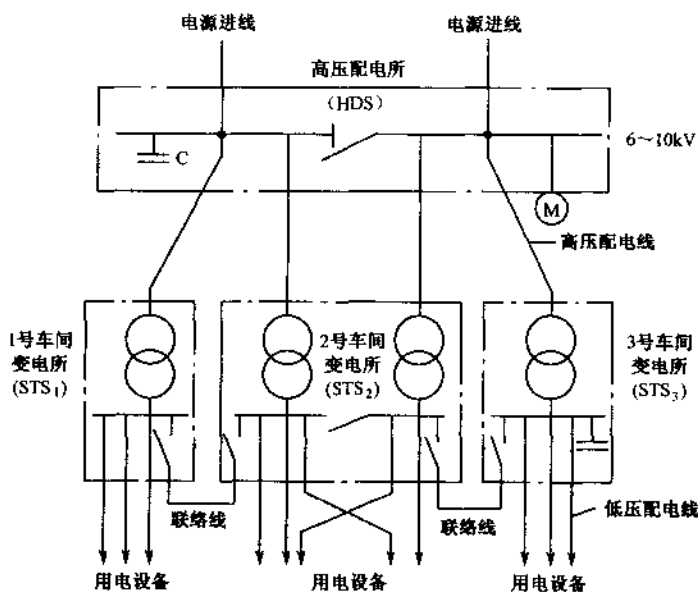 电源进线
电源进线
高压配电所
(HDS)
C
6～10kV
M
高压配电线
1号车间
变电所
(STS1)
2号车间
变电所
(STS2)
3号车间
变电所
(STS3)
联络线
联络线
低压配电线
用电设备
用电设备
用电设备